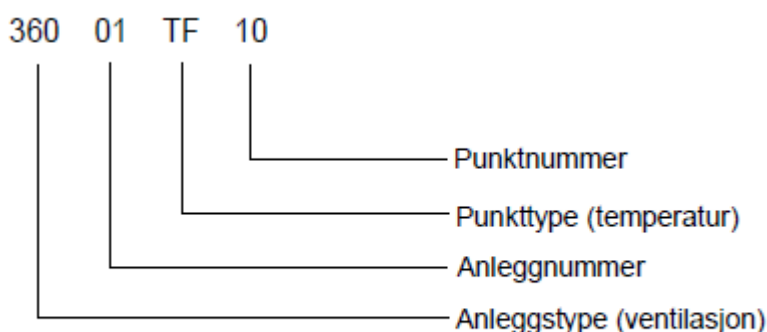 360 01 TF 10
Punktnummer
Punkttype (temperatur)
Anleggnummer
Anleggstype (ventilasjon)